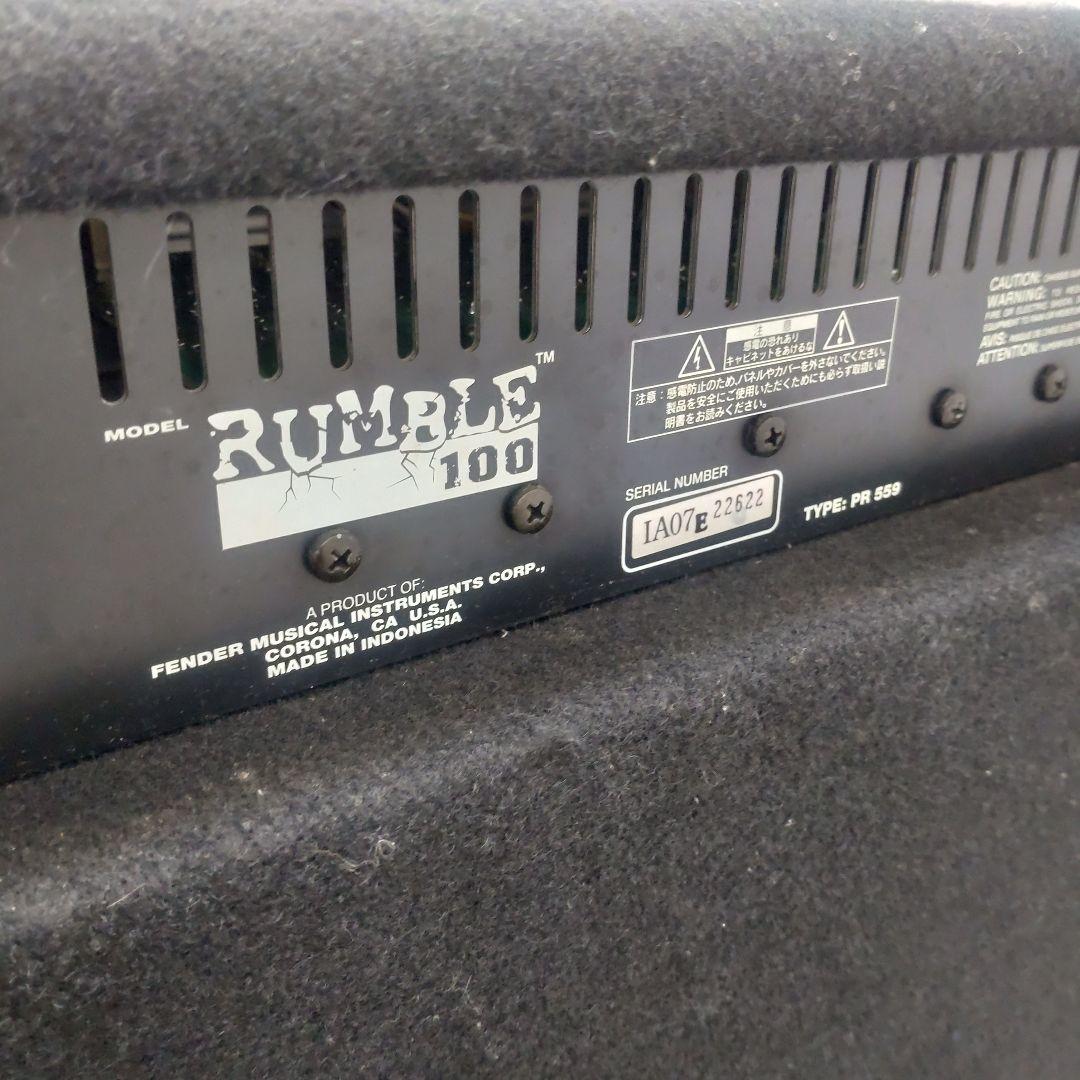 MODEL RUMBLE™
100
A PRODUCT OF:
FENDER MUSICAL INSTRUMENTS CORP.,
CORONA, CA U.S.A.
MADE IN INDONESIA
注意
感電の恐れあり
キャビネットをあけるな
注意：感電防止のため、パネルやカバーを外さないでください。
製品を安全にご使用いただくためにも必らず取扱い説
明書をお読みください。
SERIAL NUMBER
IA07E 22622
TYPE: PR 559
CAUTION:
WARNING: TO
AVIS:
ATTENTION: